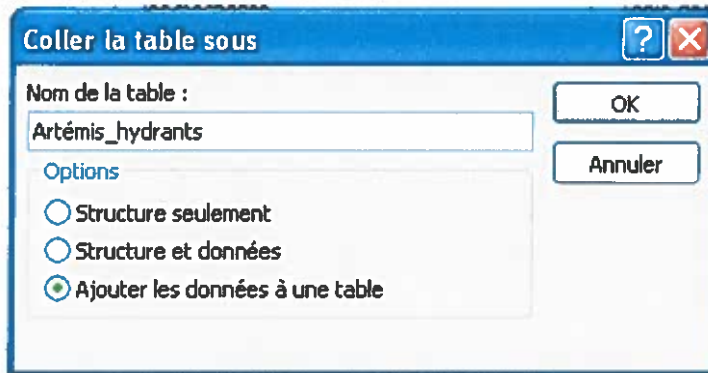 Coller la table sous
Nom de la table :
OK
Artémis_hydrants
Annuler
Options
Structure seulement
Structure et données
Ajouter les données à une table